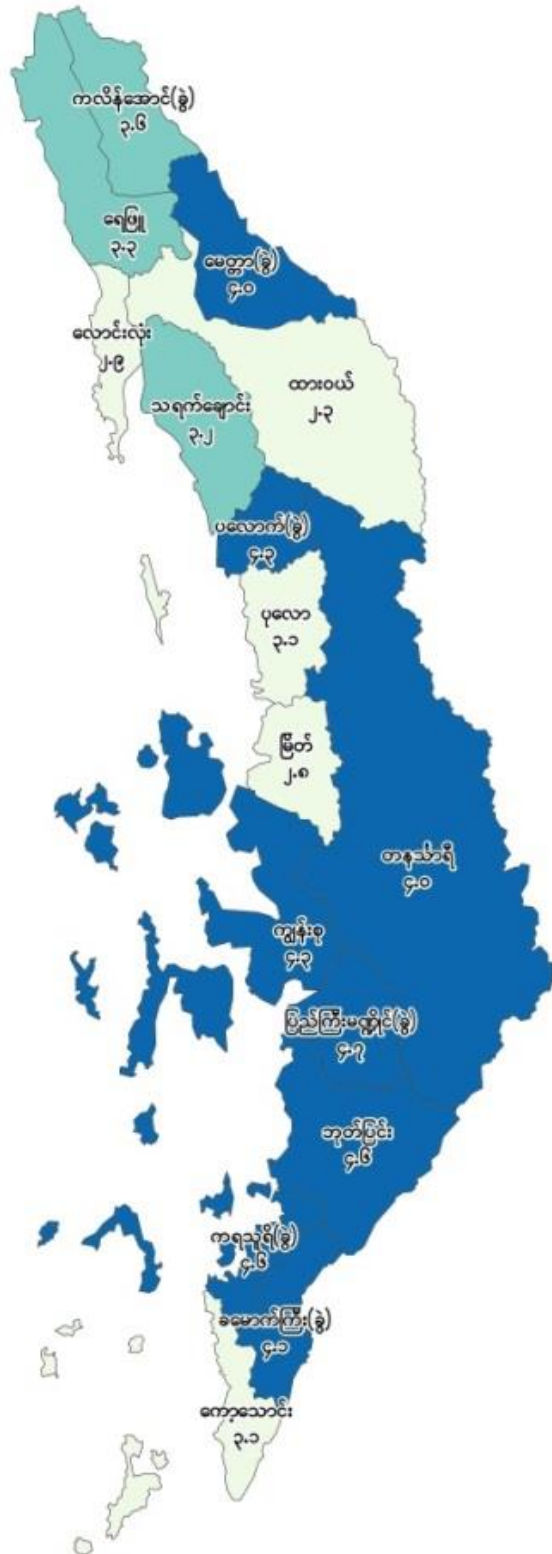 ကလိန်အောင်(ခွဲ)
၃.၆
ရေဖြူ
၃.၃
မေတ္တာ(ခွဲ)
၄.၀
လောင်းလုံး
၂.၉
ထားဝယ်
၂.၃
သရက်ချောင်း
၃.၂
ပလောက်(ခွဲ)
၄.၃
ပုလော
၃.၁
မြိတ်
၂.၈
တနင်္သာရီ
၄.၀
ကျွန်းစု
၄.၃
ပြည်ကြီးမဏ္ဍိုင်(ခွဲ)
၄.၇
ဘုတ်ပြင်း
၄.၆
ကရသူရိ(ခွဲ)
၄.၆
ခမောက်ကြီး(ခွဲ)
၄.၁
ကော့သောင်း
၃.၁